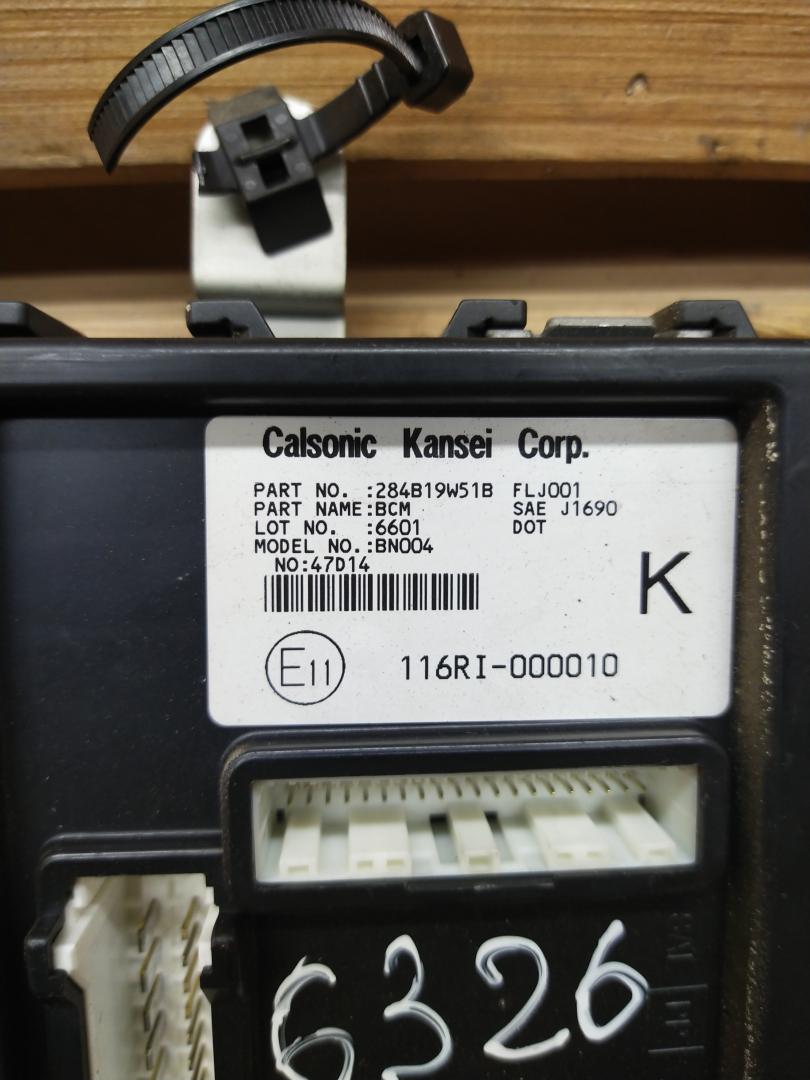 Calsonic Kansei Corp.
PART NO. :284B19W51B FLJ001
PART NAME:BCM SAE J1690
LOT NO. :6601 DOT
MODEL NO.:BN004
NO:47D14
K
E11 116RI-000010
6326